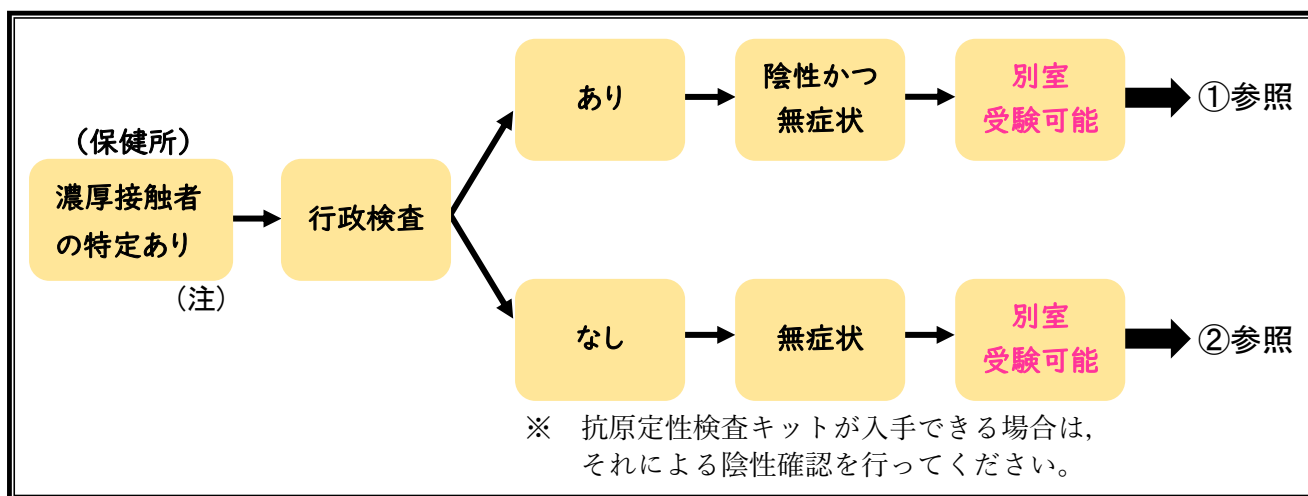 （保健所）
濃厚接触者
の特定あり
（注）
行政検査
あり
陰性かつ
無症状
別室
受験可能
①参照
なし
無症状
別室
受験可能
②参照
※　抗原定性検査キットが入手できる場合は，
それによる陰性確認を行ってください。